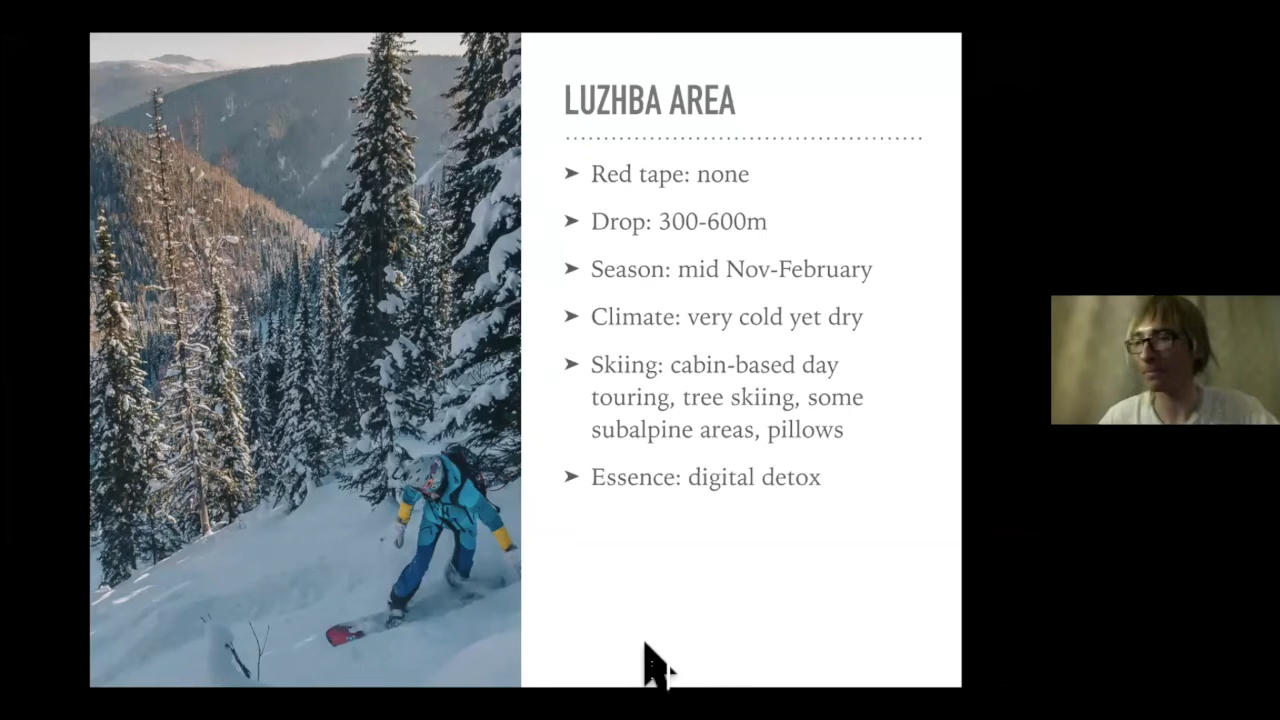 LUZHBA AREA
➤ Red tape: none
➤ Drop: 300-600m
➤ Season: mid Nov-February
➤ Climate: very cold yet dry
➤ Skiing: cabin-based day
touring, tree skiing, some
subalpine areas, pillows
➤ Essence: digital detox